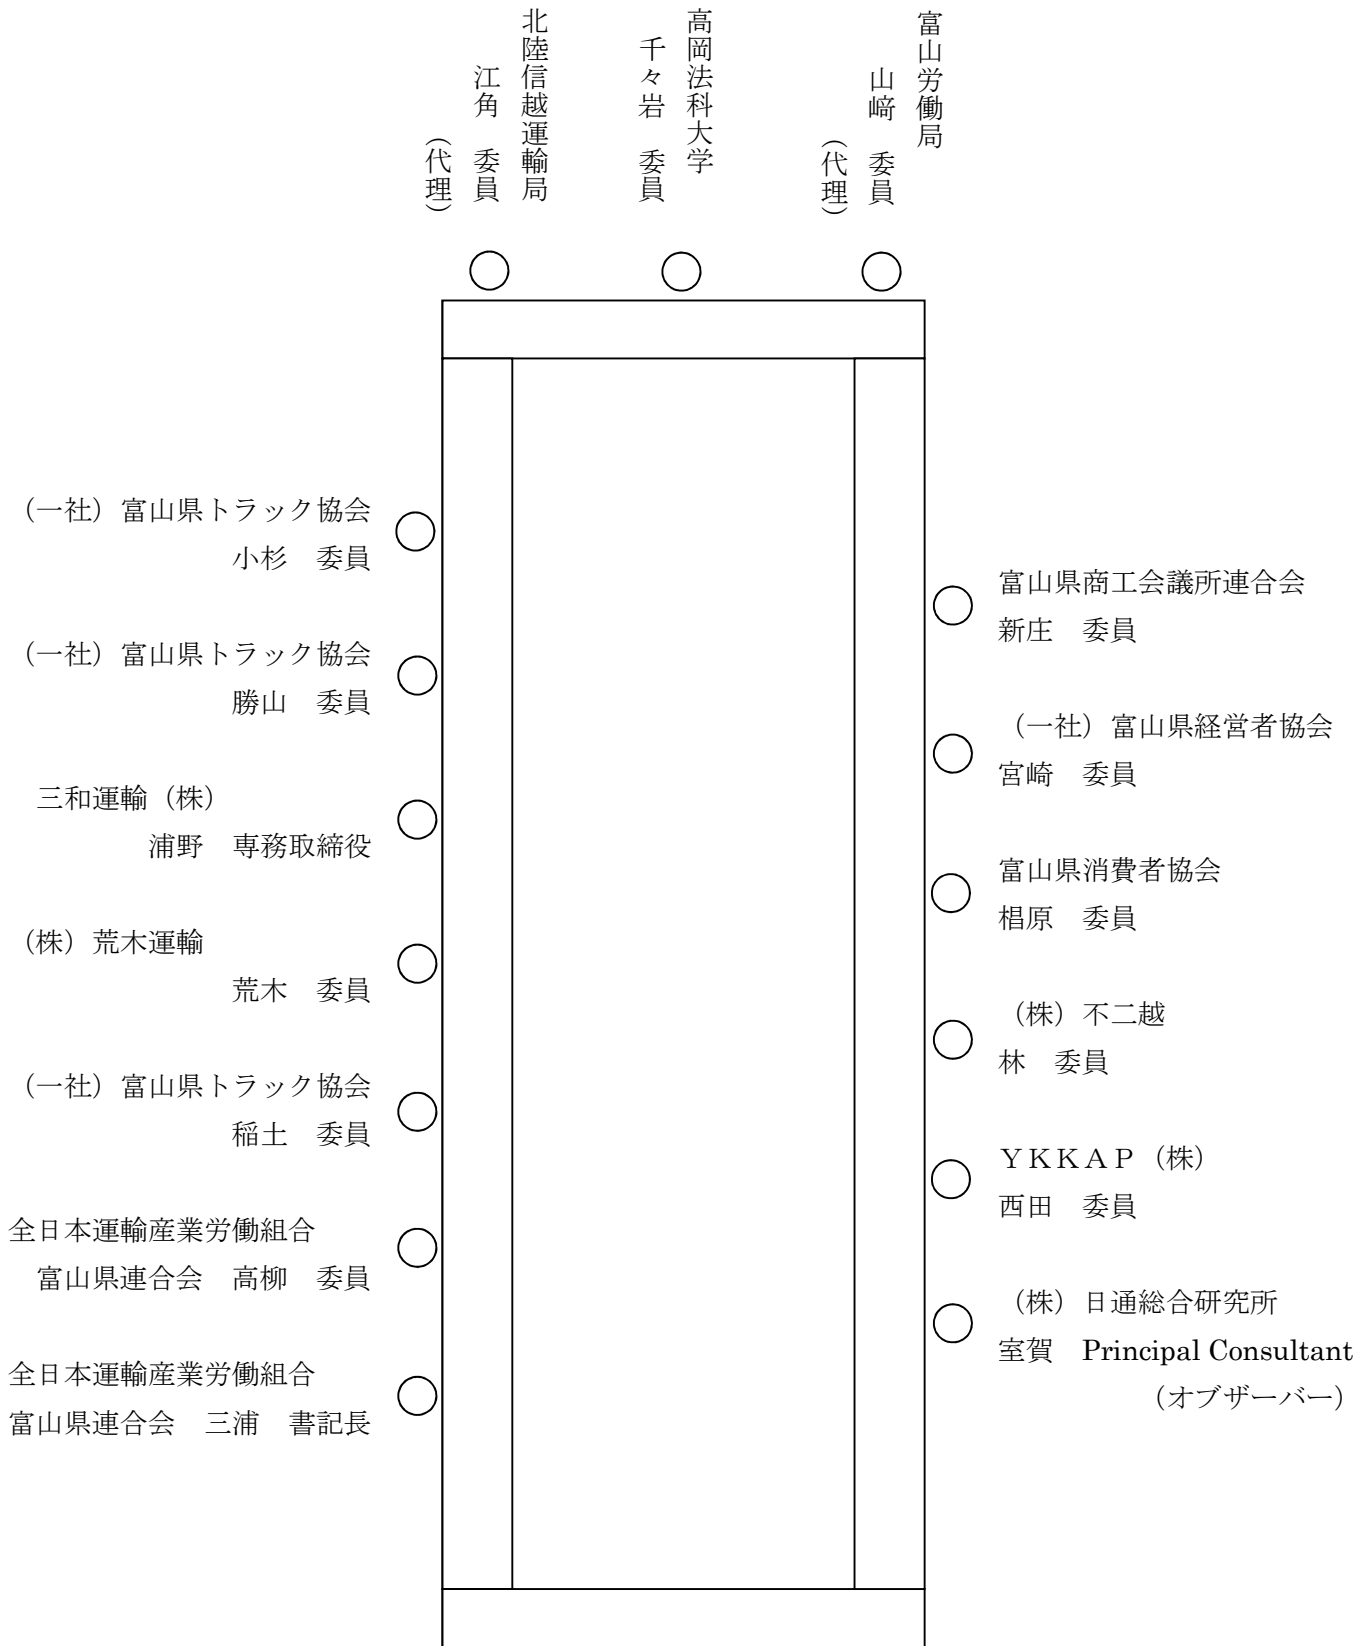 富山労働局
山﨑　委員
（代理）
高岡法科大学
千々岩　委員
北陸信越運輸局
江角　委員
（代理）
（一社）富山県トラック協会
小杉　委員
（一社）富山県トラック協会
勝山　委員
三和運輸（株）
浦野　専務取締役
（株）荒木運輸
荒木　委員
（一社）富山県トラック協会
稲土　委員
全日本運輸産業労働組合
富山県連合会　高柳　委員
全日本運輸産業労働組合
富山県連合会　三浦　書記長
富山県商工会議所連合会
新庄　委員
（一社）富山県経営者協会
宮崎　委員
富山県消費者協会
椙原　委員
（株）不二越
林　委員
ＹＫＫＡＰ（株）
西田　委員
（株）日通総合研究所
室賀　Principal Consultant
（オブザーバー）